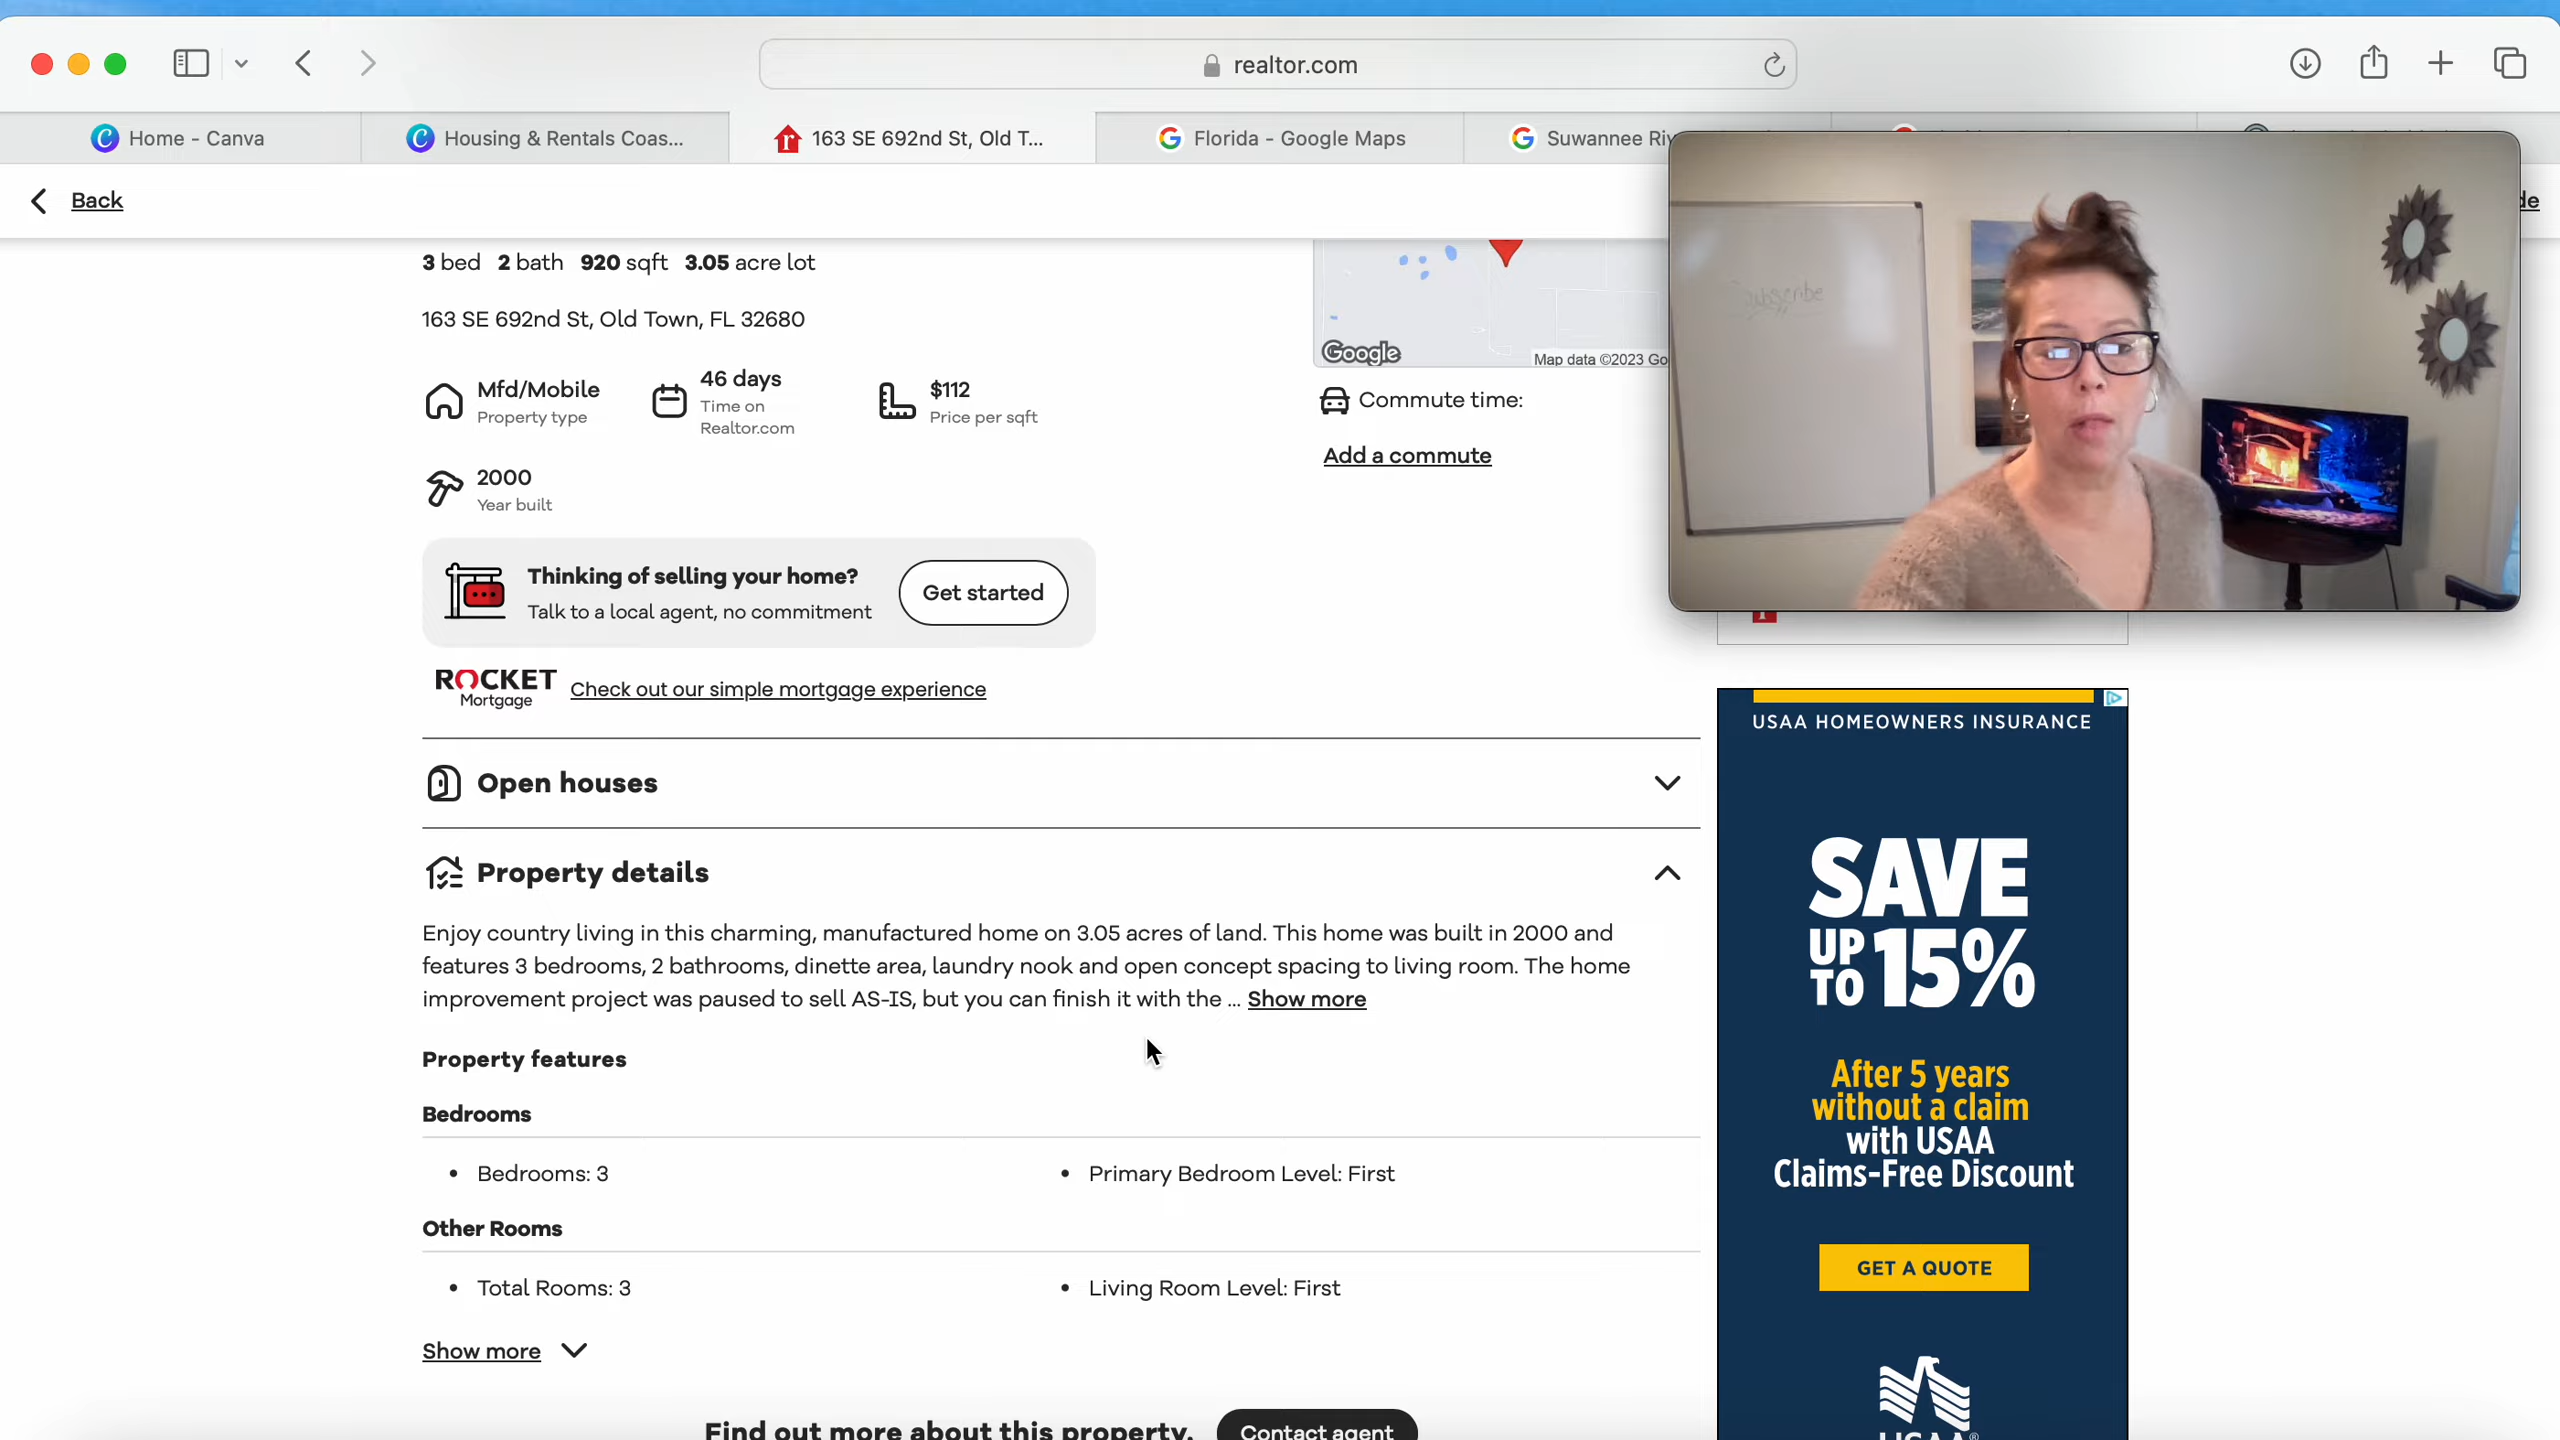 realtor.com
Home - Canva
Housing & Rentals Coas...
163 SE 692nd St, Old T...
Florida - Google Maps
Suwannee
Back
3 bed 2 bath 920 sqft 3.05 acre lot
163 SE 692nd St, Old Town, FL 32680
Mfd/Mobile
Property type
46 days
Time on
Realtor.com
$112
Price per sqft
2000
Year built
Google
Map data ©2023
Commute time:
Add a commute
Subscribe
Thinking of selling your home?
Talk to a local agent, no commitment
Get started
ROCKET
Mortgage
Check out our simple mortgage experience
Open houses
Property details
Enjoy country living in this charming, manufactured home on 3.05 acres of land. This home was built in 2000 and
features 3 bedrooms, 2 bathrooms, dinette area, laundry nook and open concept spacing to living room. The home
improvement project was paused to sell AS-IS, but you can finish it with the ... Show more
Property features
Bedrooms
• Bedrooms: 3
• Primary Bedroom Level: First
Other Rooms
• Total Rooms: 3
• Living Room Level: First
Show more
Find out more about this property.
Contact agent
USAA HOMEOWNERS INSURANCE
SAVE
UP TO 15%
After 5 years
without a claim
with USAA
Claims-Free Discount
GET A QUOTE
USAA®